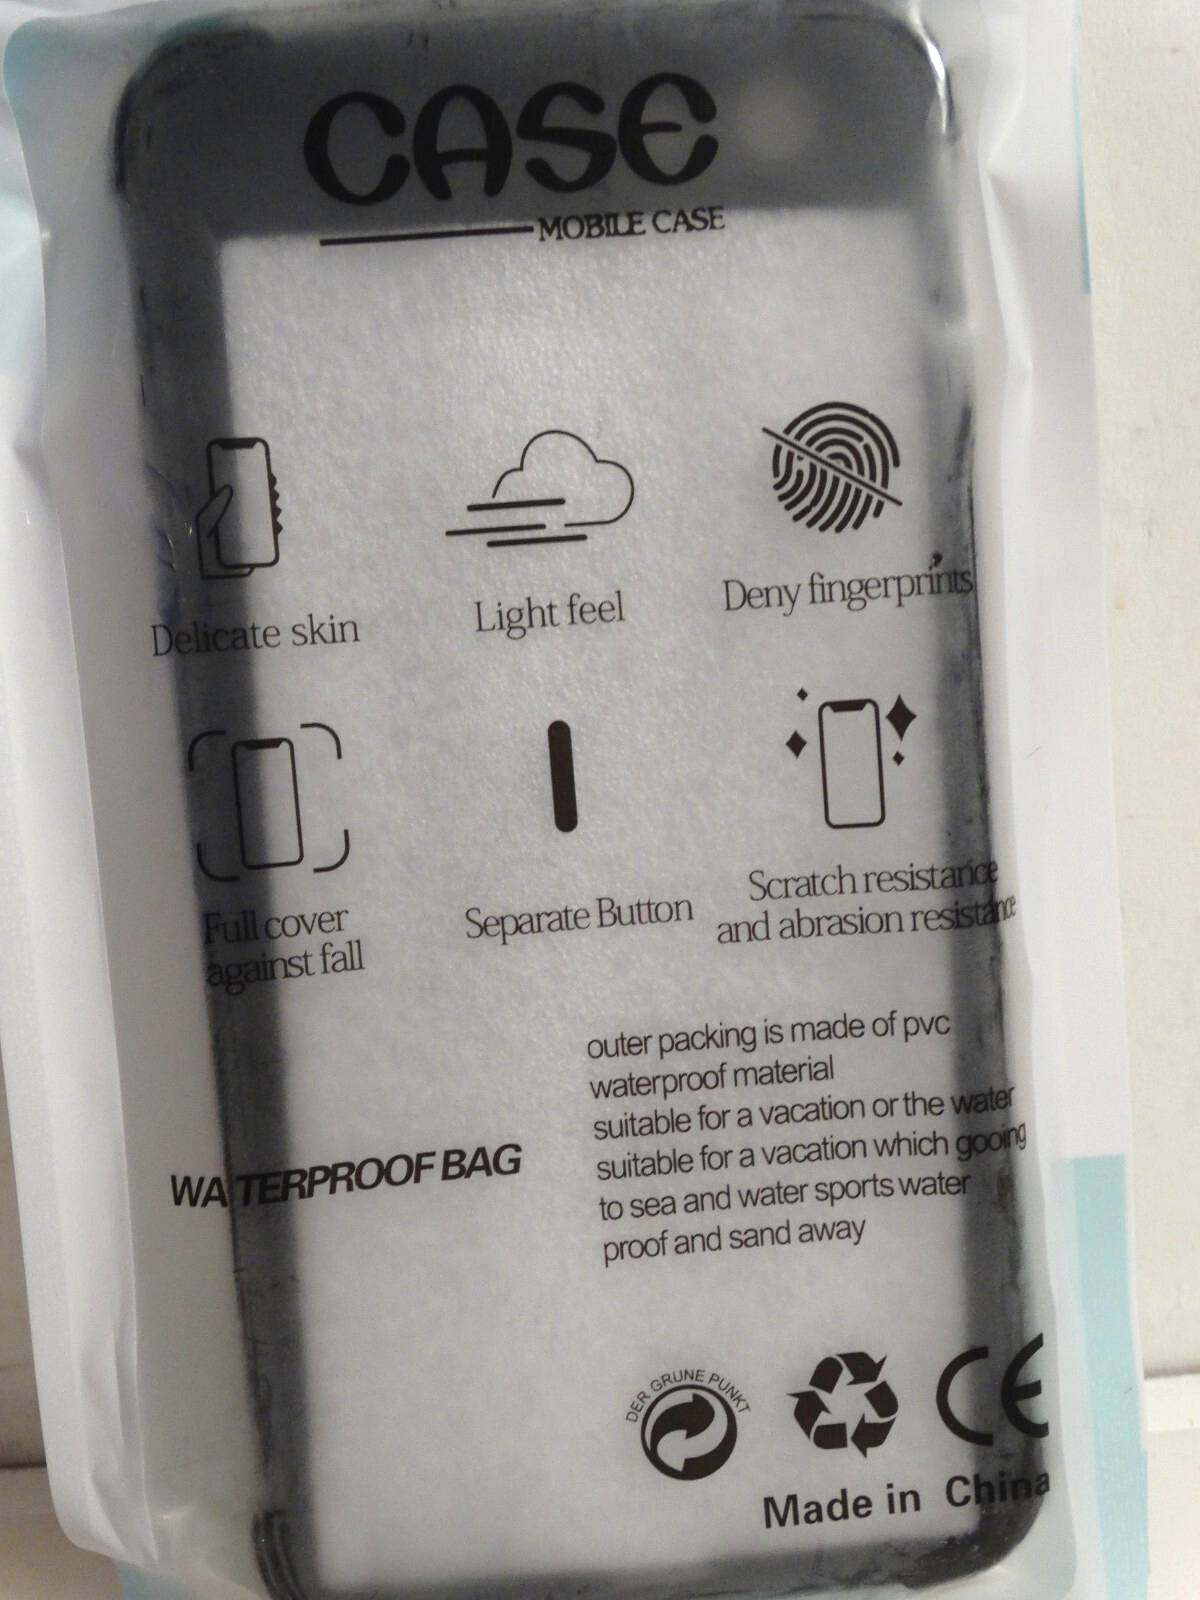 CASE
MOBILE CASE
Delicate skin
Light feel
Deny fingerprints
Full cover
against fall
Separate Button
Scratch resistance
and abrasion resistance
outer packing is made of pvc
waterproof material
suitable for a vacation or the water
suitable for a vacation which gooing
to sea and water sports water
proof and sand away
WATERPROOF BAG
DER GRUNE PUNKT
CE
Made in China